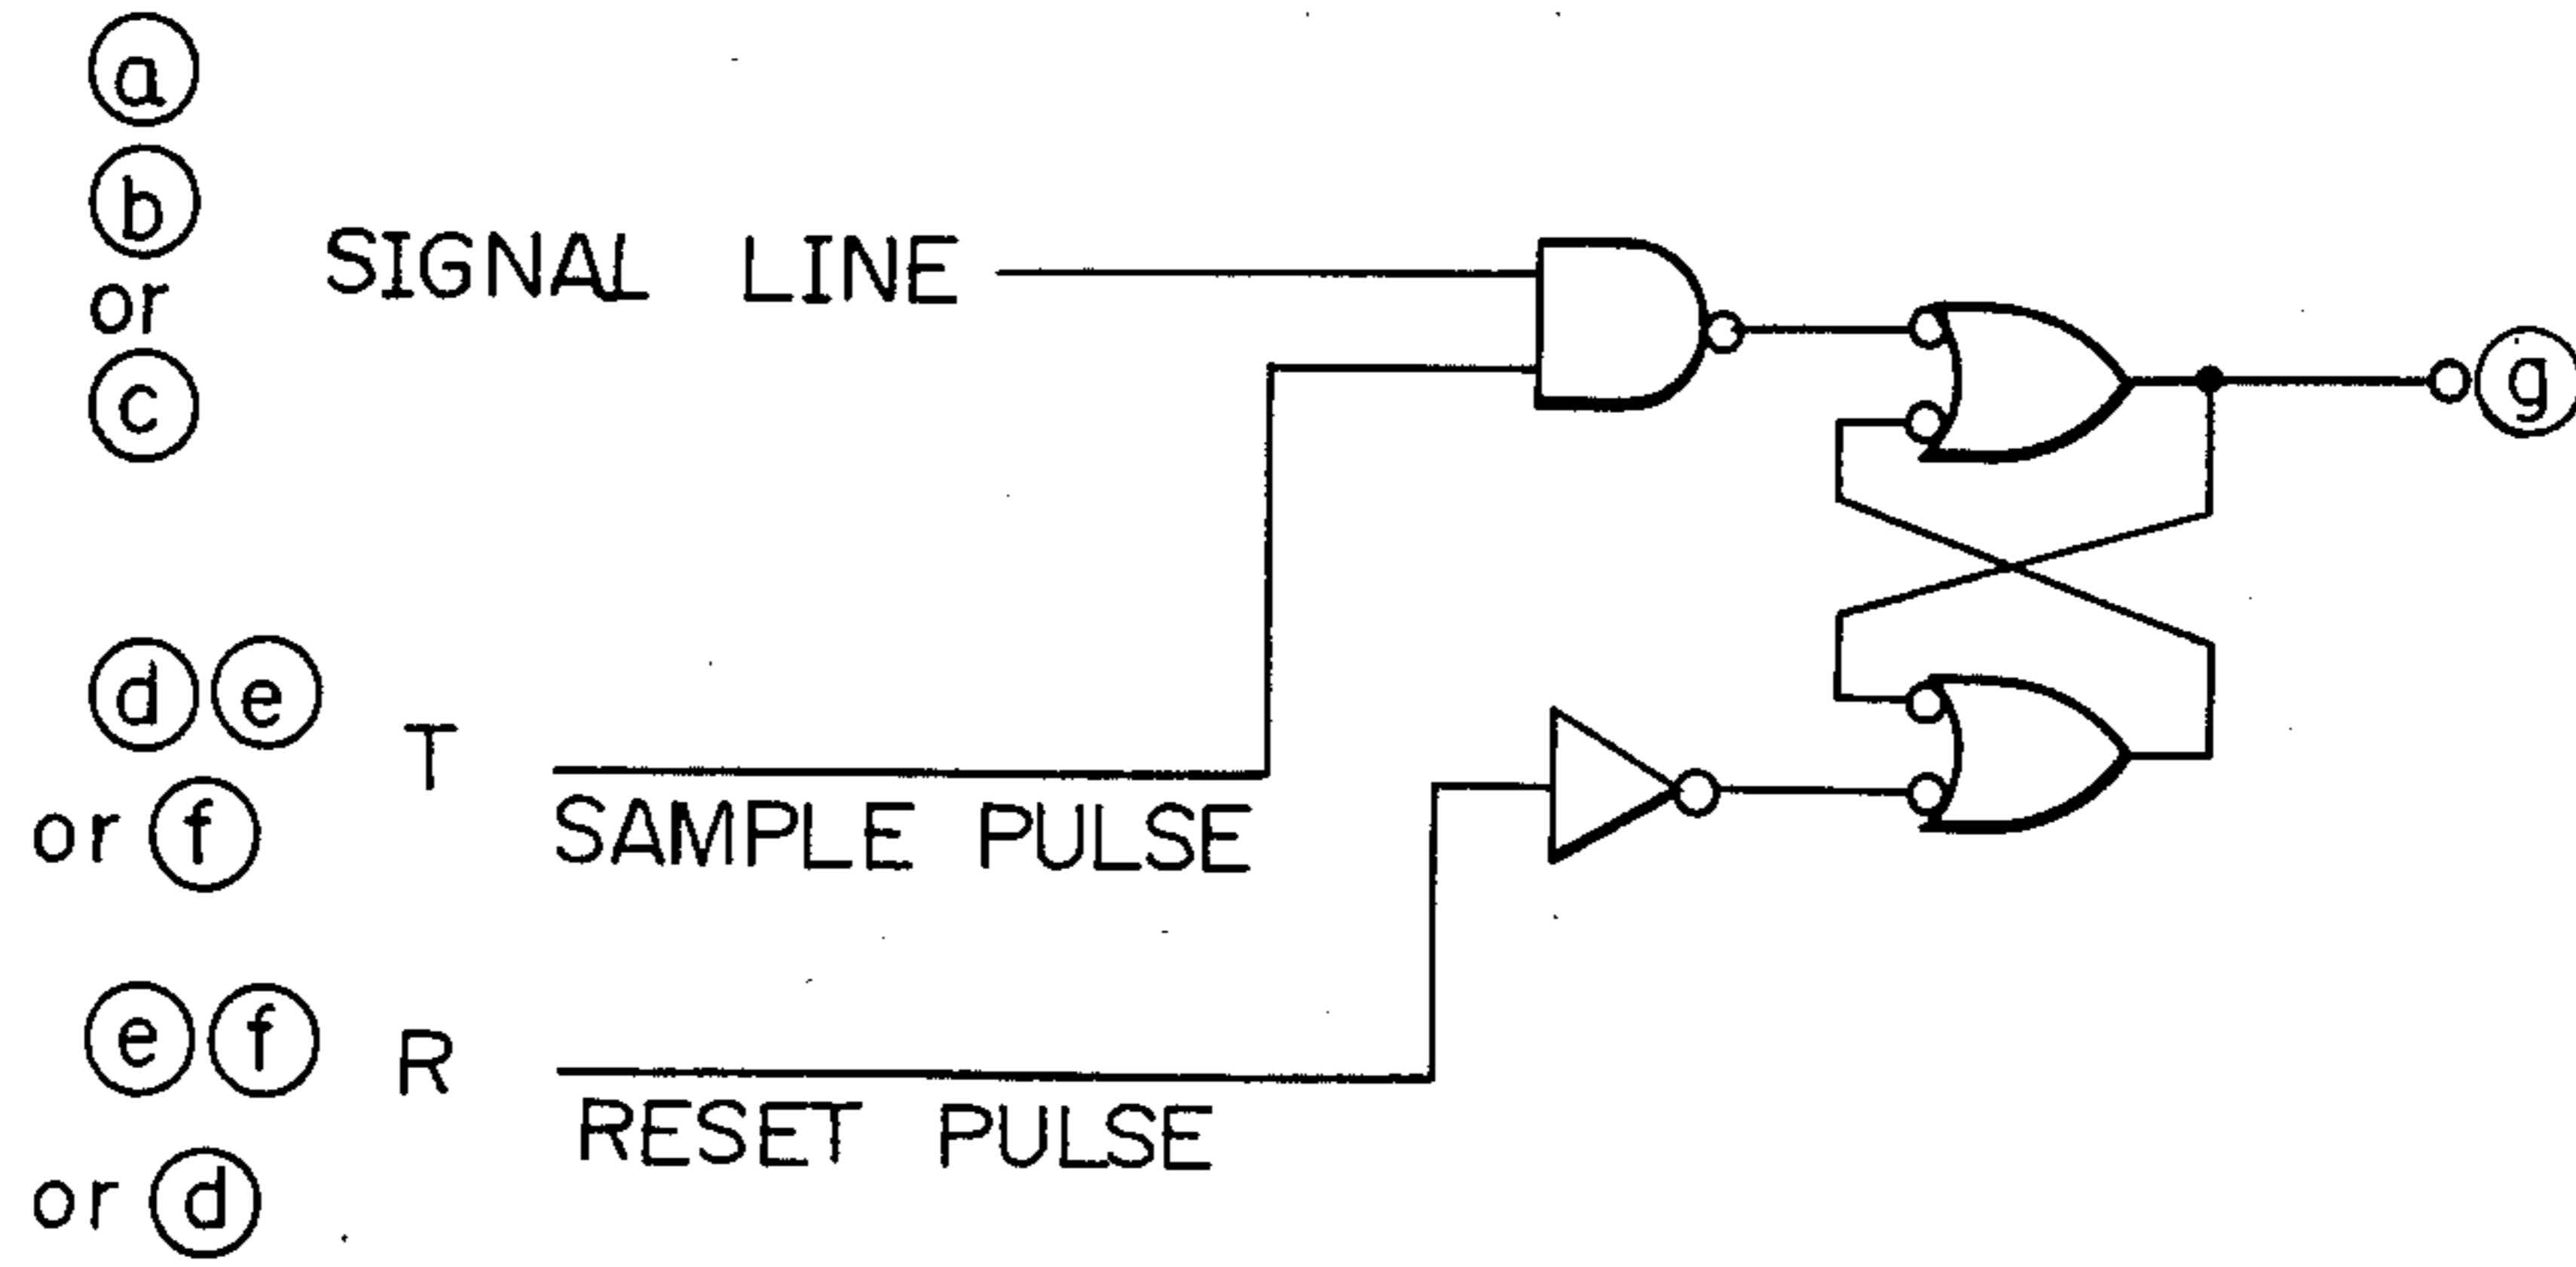 a
b
or
c
SIGNAL LINE
g
d e
or f
T
SAMPLE PULSE
e f
or d
R
RESET PULSE